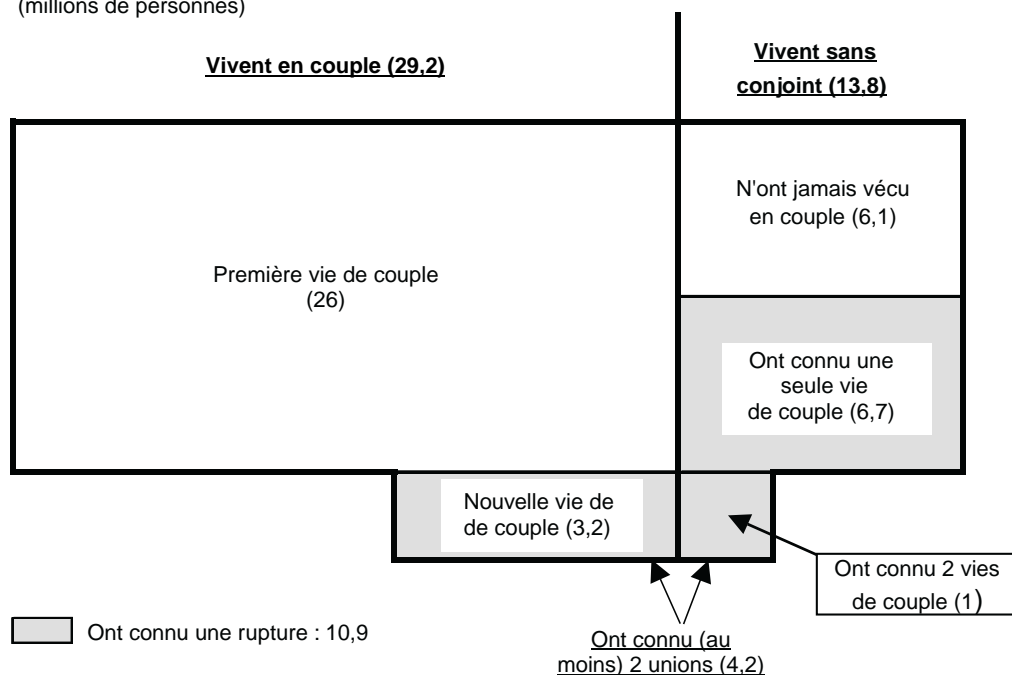 (millions de personnes)
Vivent en couple (29,2)
Vivent sans
conjoint (13,8)
N'ont jamais vécu
en couple (6,1)
Première vie de couple
(26)
Ont connu une
seule vie
de couple (6,7)
Nouvelle vie de
de couple (3,2)
Ont connu 2 vies
de couple (1)
Ont connu une rupture : 10,9
Ont connu (au
moins) 2 unions (4,2)